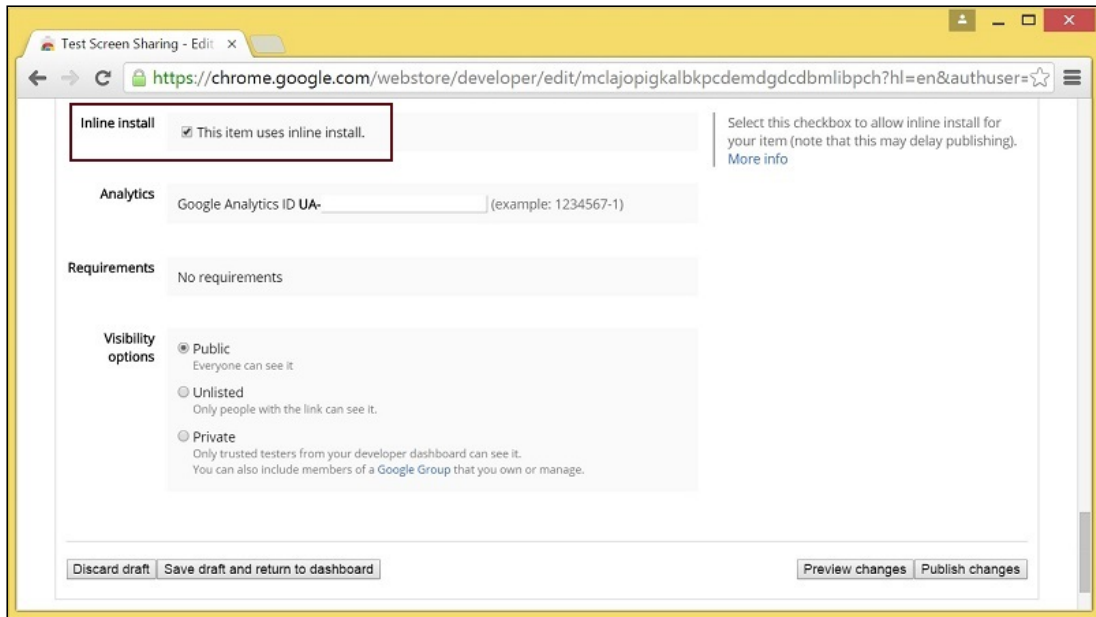 Test Screen Sharing - Edit
https://chrome.google.com/webstore/developer/edit/mclajopigkalbkpcdemdgdcdbmlibpch?hl=en&authuser=
Inline install
This item uses inline install.
Select this checkbox to allow inline install for
your item (note that this may delay publishing).
More info
Analytics
Google Analytics ID UA- (example: 1234567-1)
Requirements
No requirements
Visibility
options
Public
Everyone can see it
Unlisted
Only people with the link can see it.
Private
Only trusted testers from your developer dashboard can see it.
You can also include members of a Google Group that you own or manage.
Discard draft Save draft and return to dashboard Preview changes Publish changes